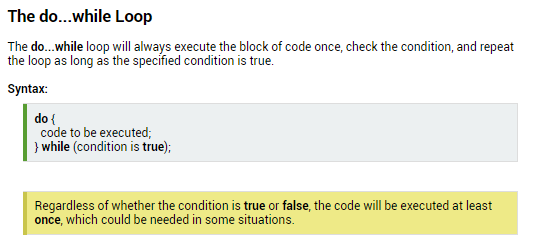 The do...while Loop
The do...while loop will always execute the block of code once, check the condition, and repeat
the loop as long as the specified condition is true.
Syntax:
do {
code to be executed;
} while (condition is true);
Regardless of whether the condition is true or false, the code will be executed at least
once, which could be needed in some situations.